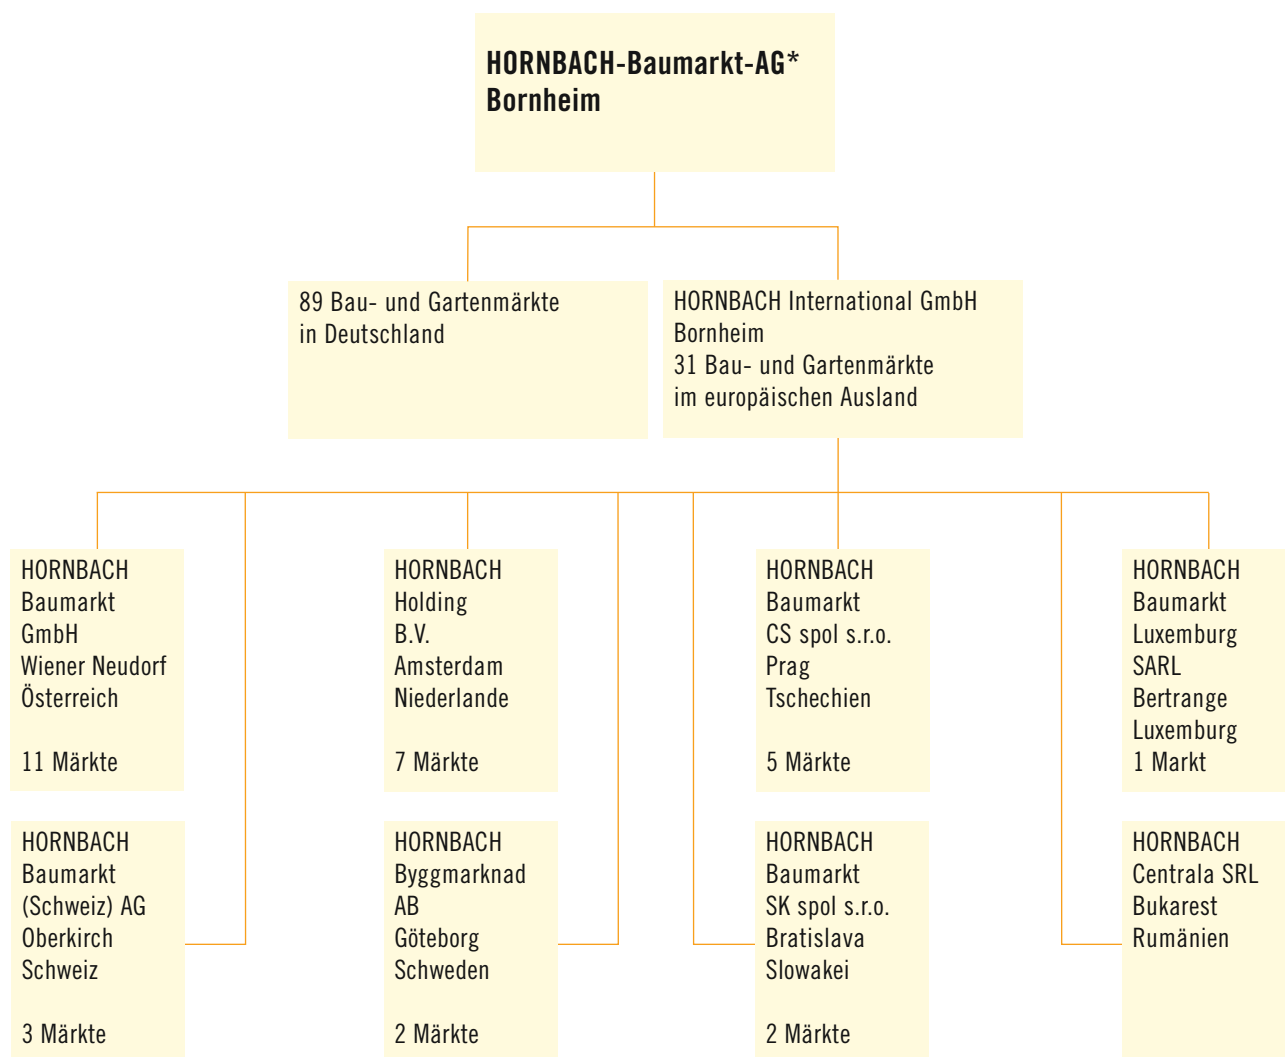 HORNBACH-Baumarkt-AG*
Bornheim
89 Bau- und Gartenmärkte
in Deutschland
HORNBACH International GmbH
Bornheim
31 Bau- und Gartenmärkte
im europäischen Ausland
HORNBACH
Baumarkt
GmbH
Wiener Neudorf
Österreich
11 Märkte
HORNBACH
Holding
B.V.
Amsterdam
Niederlande
7 Märkte
HORNBACH
Baumarkt
CS spol s.r.o.
Prag
Tschechien
5 Märkte
HORNBACH
Baumarkt
Luxemburg
SARL
Bertrange
Luxemburg
1 Markt
HORNBACH
Baumarkt
(Schweiz) AG
Oberkirch
Schweiz
3 Märkte
HORNBACH
Byggmarknad
AB
Göteborg
Schweden
2 Märkte
HORNBACH
Baumarkt
SK spol s.r.o.
Bratislava
Slowakei
2 Märkte
HORNBACH
Centrala SRL
Bukarest
Rumänien